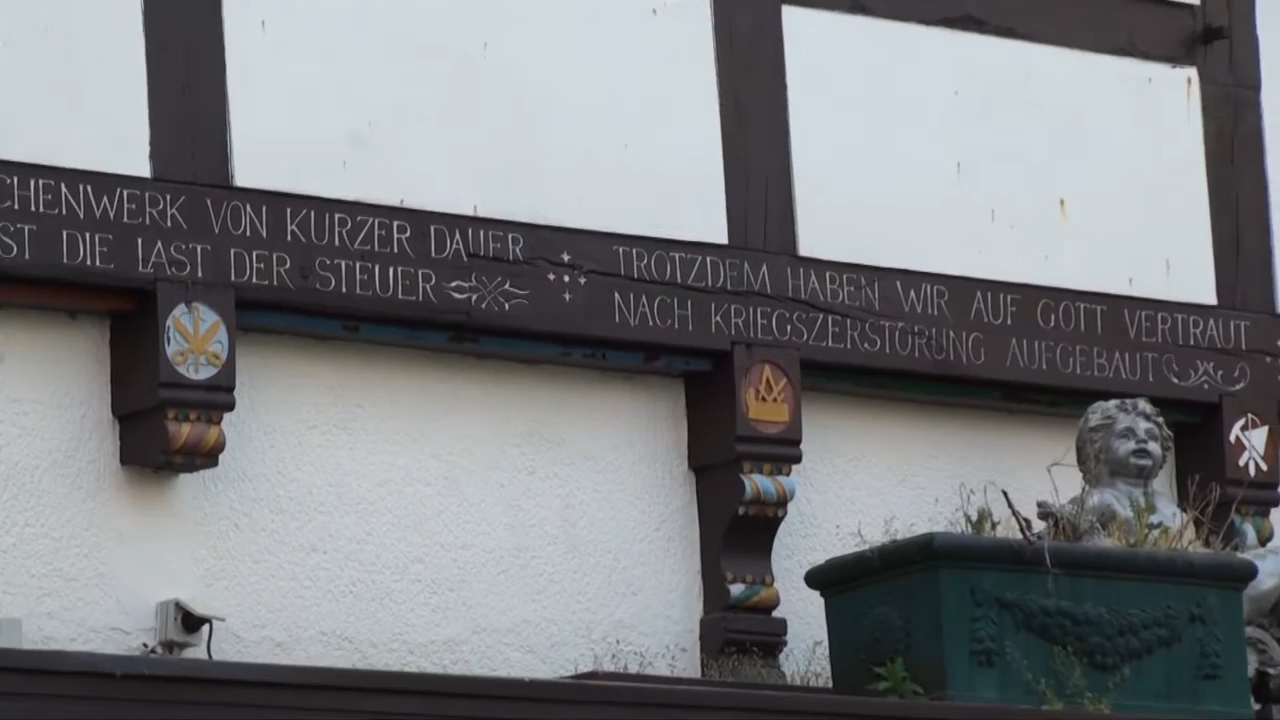 CHENWERK VON KURZER DAUER
ST DIE LAST DER STEUER
TROTZDEM HABEN WIR AUF GOTT VERTRAUT
NACH KRIEGSZERSTÖRUNG AUFGEBAUT